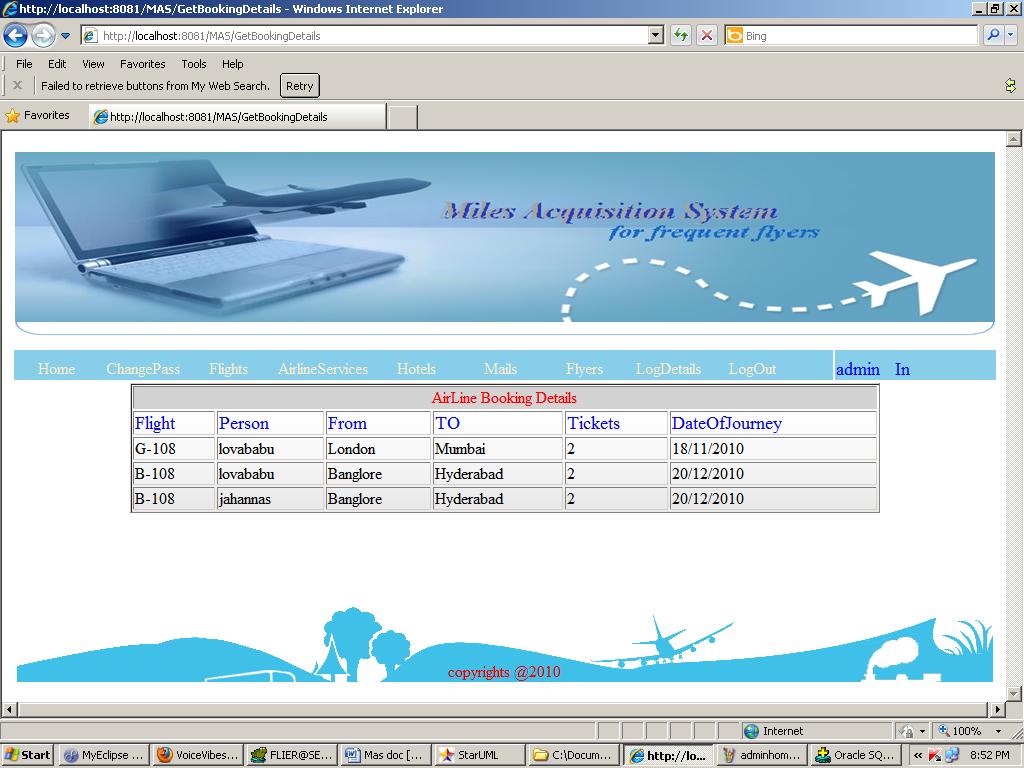 http://localhost:8081/MAS/GetBookingDetails - Windows Internet Explorer
http://localhost:8081/MAS/GetBookingDetails Bing
File Edit View Favorites Tools Help
Failed to retrieve buttons from My Web Search. Retry
Favorites http://localhost:8081/MAS/GetBookingDetails
Miles Acquisition System
for frequent flyers
Home ChangePass Flights AirlineServices Hotels Mails Flyers LogDetails LogOut admin In
AirLine Booking Details
Flight Person From TO Tickets DateOfJourney
G-108 lovababu London Mumbai 2 18/11/2010
B-108 lovababu Banglore Hyderabad 2 20/12/2010
B-108 jahannas Banglore Hyderabad 2 20/12/2010
copyrights @2010
Internet 100%
Start MyEclipse ... VoiceVibes... FLIER@SE... Mas doc [... StarUML C:\Docum... http://lo... adminhom... Oracle SQ... « 8:52 PM